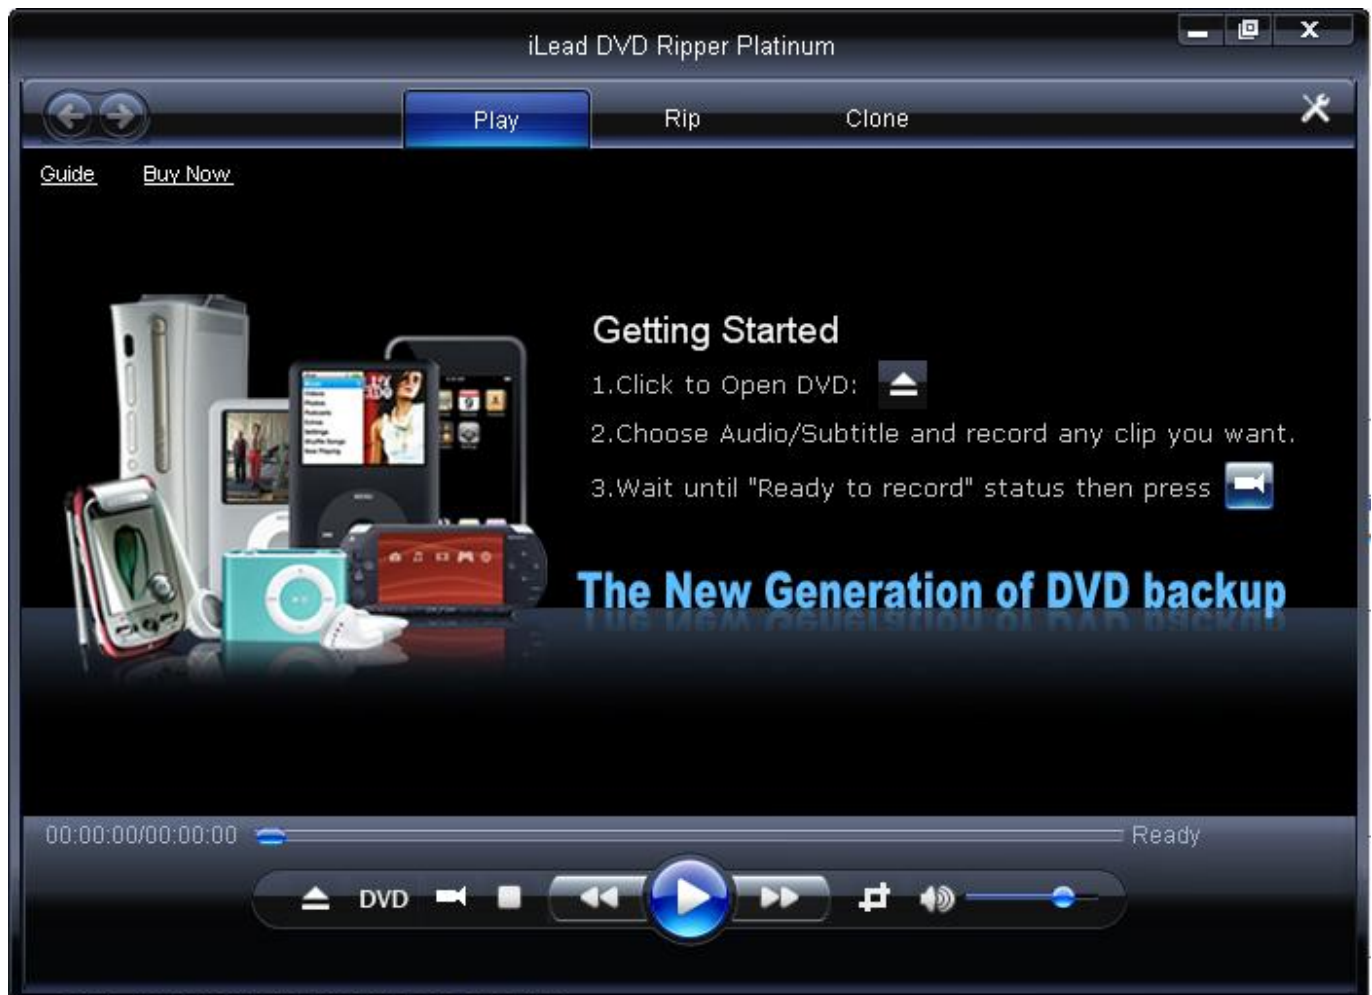 iLead DVD Ripper Platinum
Play Rip Clone
Guide Buy Now
Getting Started
1.Click to Open DVD:
2.Choose Audio/Subtitle and record any clip you want.
3.Wait until "Ready to record" status then press
MENU
The New Generation of DVD backup
00:00:00/00:00:00 Ready
DVD